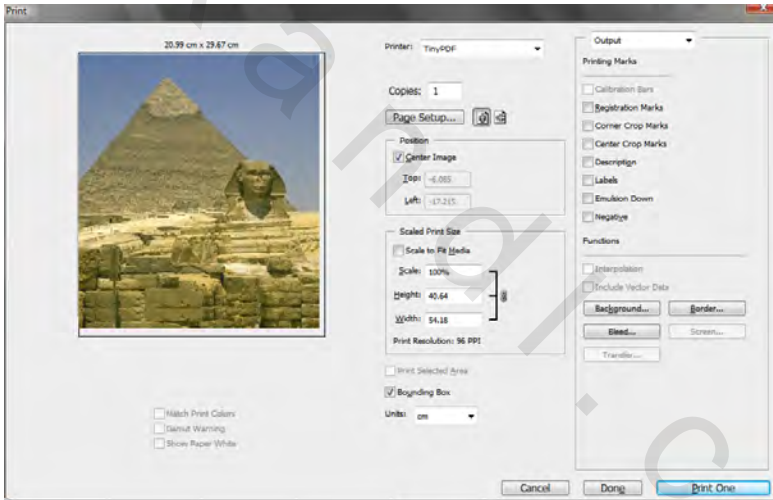 Print
20.99 cm x 29.67 cm
Match Print Colors
Gamut Warning
Show Paper White
Printer: TinyPDF
Copies: 1
Page Setup...
Position
Center Image
Top: -6.085
Left: -17.215
Scaled Print Size
Scale to Fit Media
Scale: 100%
Height: 40.64
Width: 54.18
Print Resolution: 96 PPI
Print Selected Area
Bounding Box
Units: cm
Output
Printing Marks
Calibration Bars
Registration Marks
Corner Crop Marks
Center Crop Marks
Description
Labels
Emulsion Down
Negative
Functions
Interpolation
Include Vector Data
Background... Border...
Bleed... Screen...
Transfer...
Cancel Done Print One